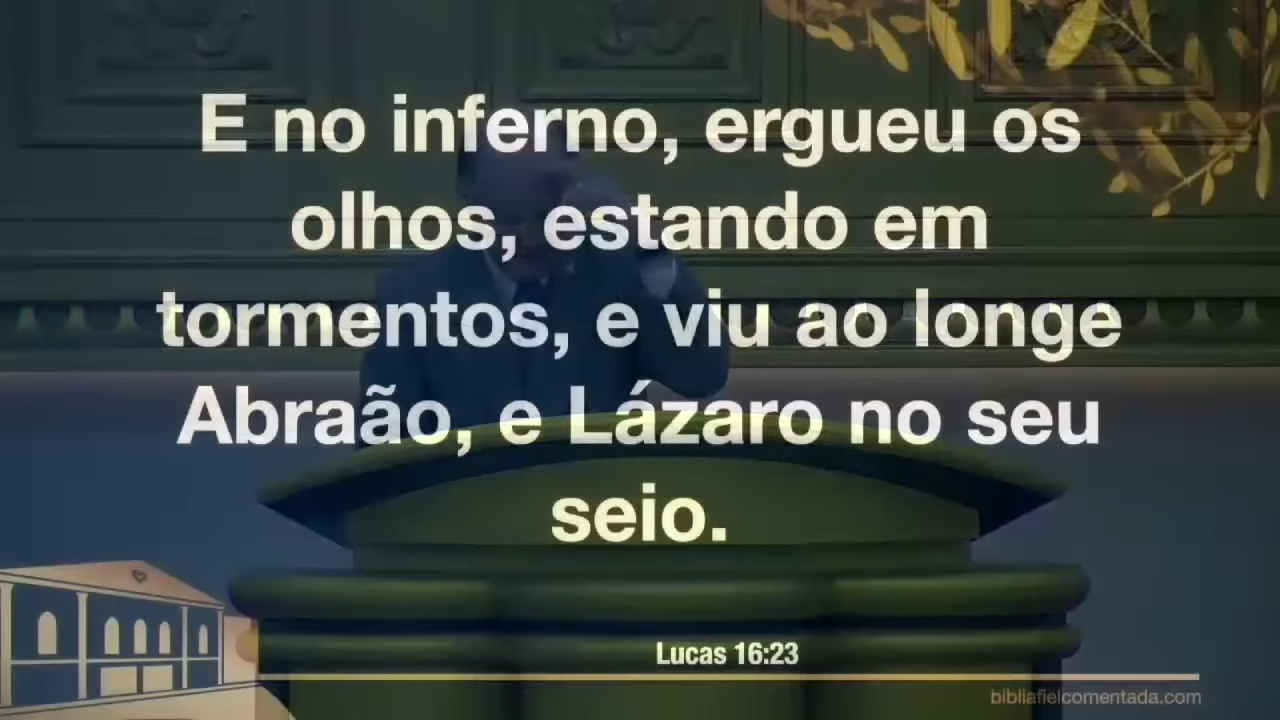 E no inferno, ergueu os
olhos, estando em
tormentos, e viu ao longe
Abraão, e Lázaro no seu
seio.
Lucas 16:23
bibliafielcomentada.com